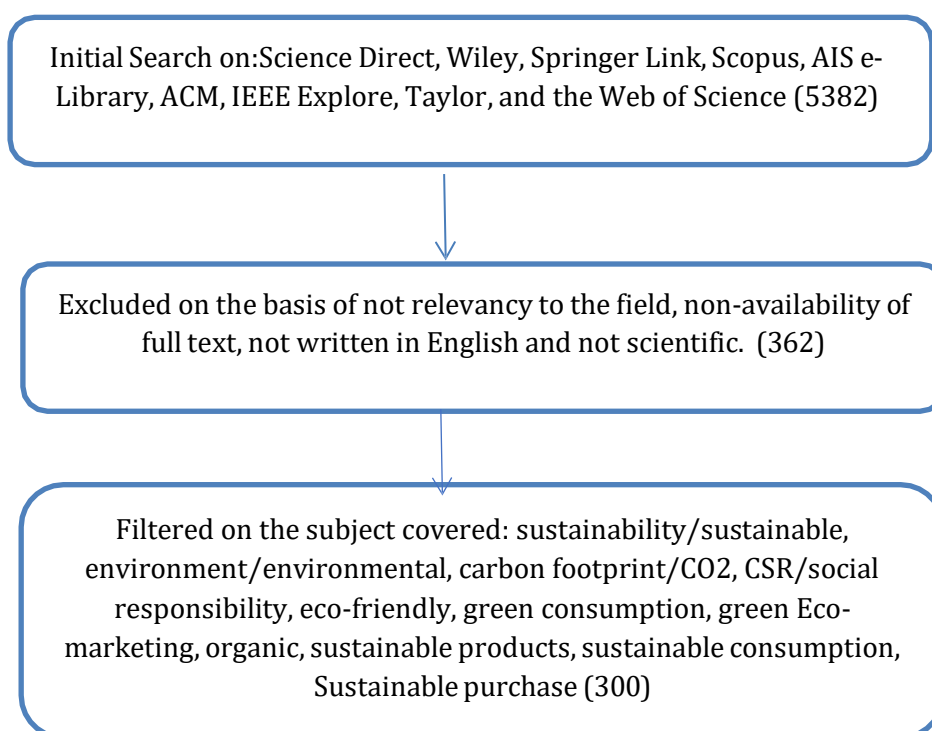 Initial Search on:Science Direct, Wiley, Springer Link, Scopus, AIS e-
Library, ACM, IEEE Explore, Taylor, and the Web of Science (5382)
Excluded on the basis of not relevancy to the field, non-availability of
full text, not written in English and not scientific.  (362)
Filtered on the subject covered: sustainability/sustainable,
environment/environmental, carbon footprint/CO2, CSR/social
responsibility, eco-friendly, green consumption, green Eco-
marketing, organic, sustainable products, sustainable consumption,
Sustainable purchase (300)